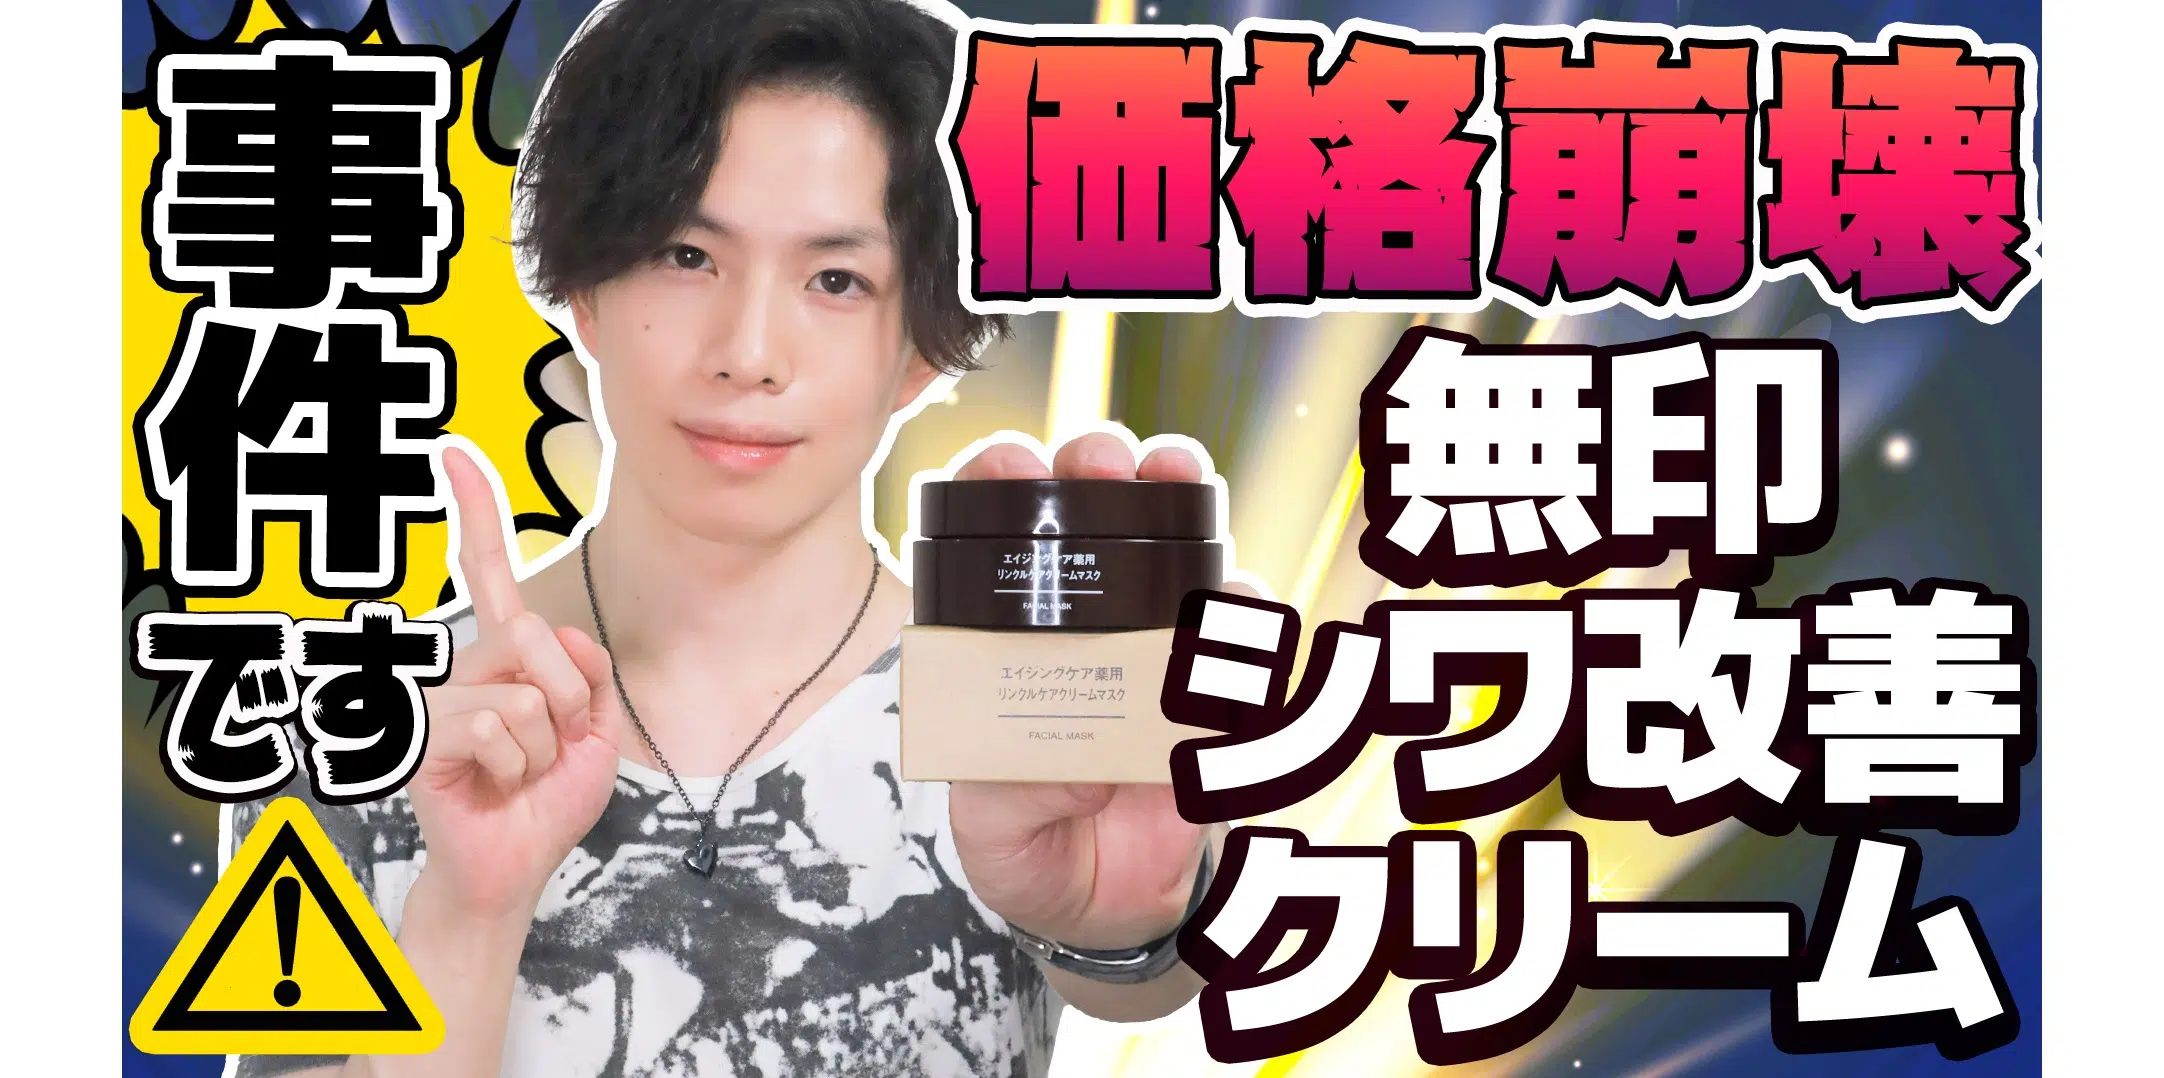 事件です
価格崩壊
無印
シワ改善
クリーム
エイジングケア薬用
リンクルケアクリームマスク
FACIAL MASK
エイジングケア薬用
リンクルケアクリームマスク
FACIAL MASK